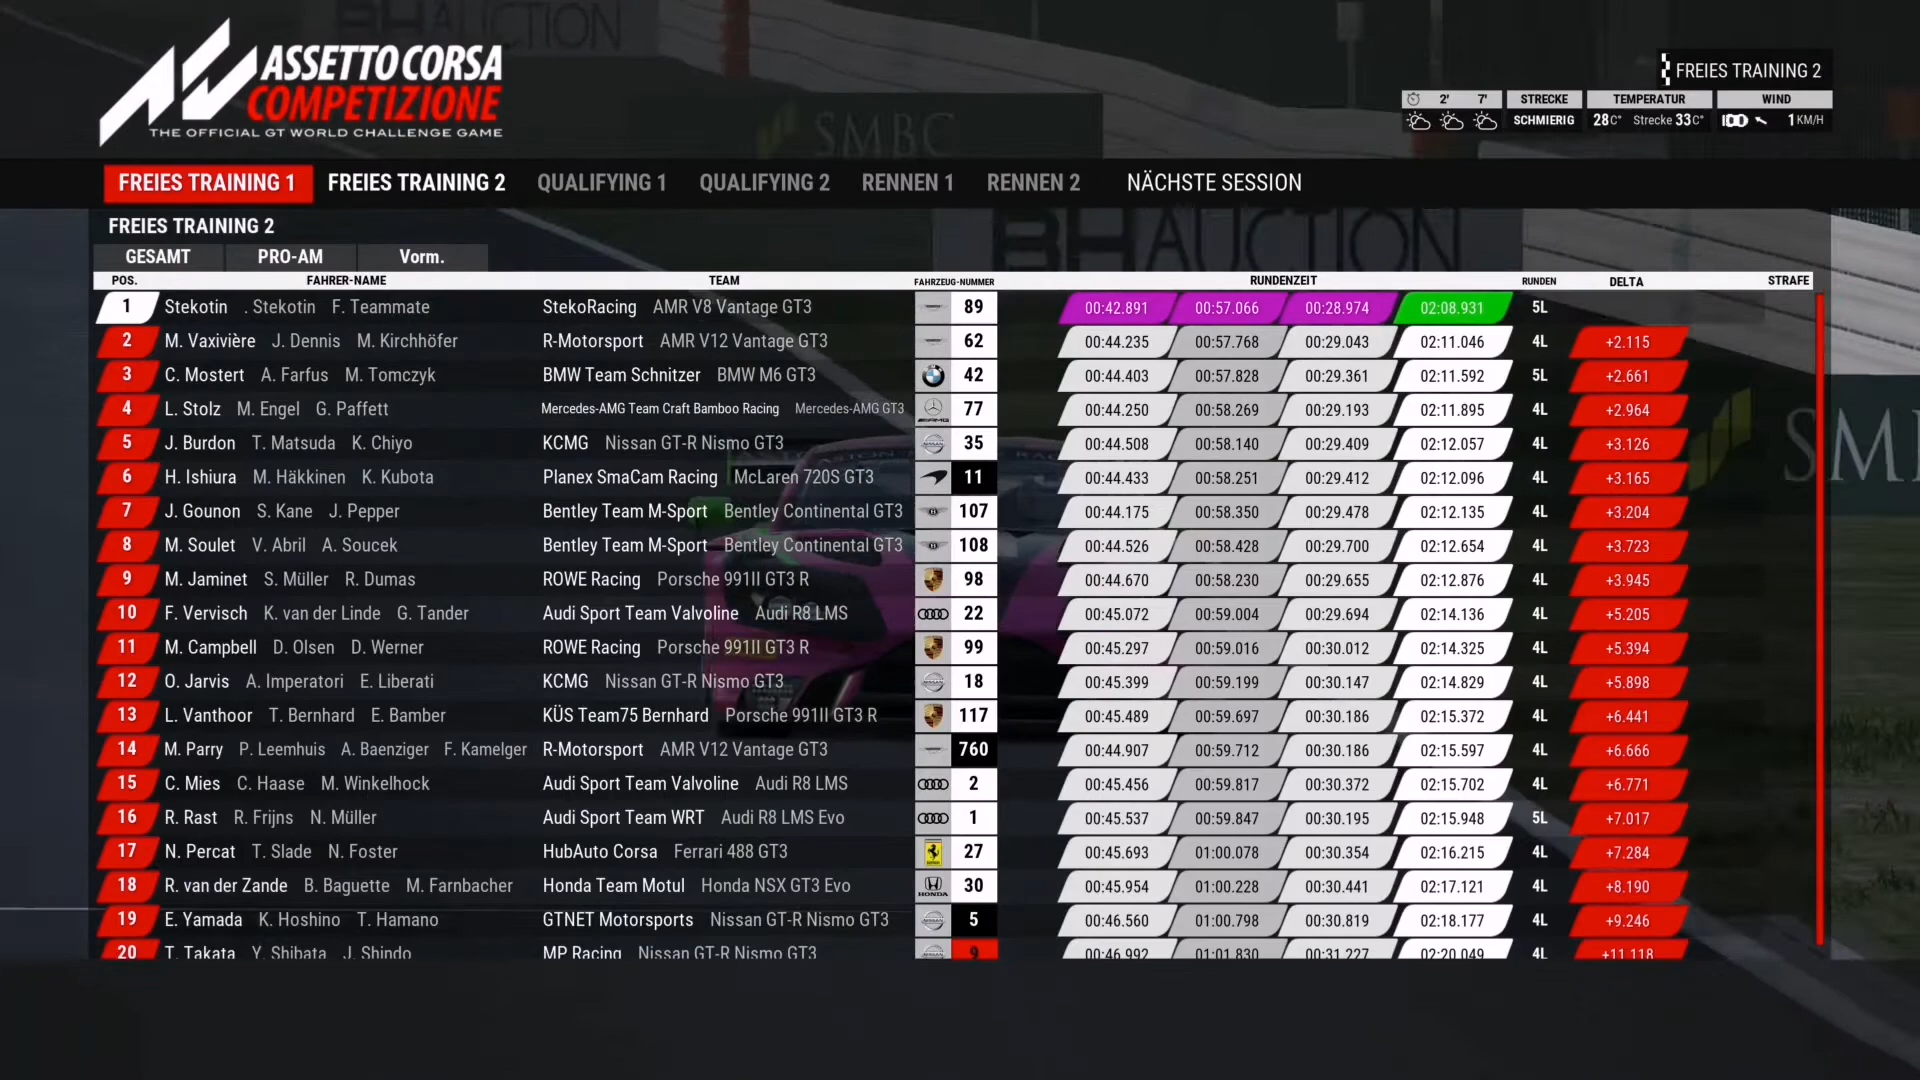 ASSETTO CORSA
COMPETIZIONE
THE OFFICIAL GT WORLD CHALLENGE GAME
FREIES TRAINING 2
2' 7' STRECKE TEMPERATUR WIND
SCHMIERIG 28C° Strecke 33C° 1 KM/H
FREIES TRAINING 1 FREIES TRAINING 2 QUALIFYING 1 QUALIFYING 2 RENNEN 1 RENNEN 2 NÄCHSTE SESSION
FREIES TRAINING 2
GESAMT PRO-AM Vorm.
POS. FAHRER-NAME TEAM FAHRZEUG-NUMMER RUNDENZEIT RUNDEN DELTA STRAFE
1 Stekotin . Stekotin F. Teammate StekoRacing AMR V8 Vantage GT3 89 00:42.891 00:57.066 00:28.974 02:08.931 5L
2 M. Vaxivière J. Dennis M. Kirchhöfer R-Motorsport AMR V12 Vantage GT3 62 00:44.235 00:57.768 00:29.043 02:11.046 4L +2.115
3 C. Mostert A. Farfus M. Tomczyk BMW Team Schnitzer BMW M6 GT3 42 00:44.403 00:57.828 00:29.361 02:11.592 5L +2.661
4 L. Stolz M. Engel G. Paffett Mercedes-AMG Team Craft Bamboo Racing Mercedes-AMG GT3 77 00:44.250 00:58.269 00:29.193 02:11.895 4L +2.964
5 J. Burdon T. Matsuda K. Chiyo KCMG Nissan GT-R Nismo GT3 35 00:44.508 00:58.140 00:29.409 02:12.057 4L +3.126
6 H. Ishiura M. Häkkinen K. Kubota Planex SmaCam Racing McLaren 720S GT3 11 00:44.433 00:58.251 00:29.412 02:12.096 4L +3.165
7 J. Gounon S. Kane J. Pepper Bentley Team M-Sport Bentley Continental GT3 107 00:44.175 00:58.350 00:29.478 02:12.135 4L +3.204
8 M. Soulet V. Abril A. Soucek Bentley Team M-Sport Bentley Continental GT3 108 00:44.526 00:58.428 00:29.700 02:12.654 4L +3.723
9 M. Jaminet S. Müller R. Dumas ROWE Racing Porsche 991II GT3 R 98 00:44.670 00:58.230 00:29.655 02:12.876 4L +3.945
10 F. Vervisch K. van der Linde G. Tander Audi Sport Team Valvoline Audi R8 LMS 22 00:45.072 00:59.004 00:29.694 02:14.136 4L +5.205
11 M. Campbell D. Olsen D. Werner ROWE Racing Porsche 991II GT3 R 99 00:45.297 00:59.016 00:30.012 02:14.325 4L +5.394
12 O. Jarvis A. Imperatori E. Liberati KCMG Nissan GT-R Nismo GT3 18 00:45.399 00:59.199 00:30.147 02:14.829 4L +5.898
13 L. Vanthoor T. Bernhard E. Bamber KÜS Team75 Bernhard Porsche 991II GT3 R 117 00:45.489 00:59.697 00:30.186 02:15.372 4L +6.441
14 M. Parry P. Leemhuis A. Baenziger F. Kamelger R-Motorsport AMR V12 Vantage GT3 760 00:44.907 00:59.712 00:30.186 02:15.597 4L +6.666
15 C. Mies C. Haase M. Winkelhock Audi Sport Team Valvoline Audi R8 LMS 2 00:45.456 00:59.817 00:30.372 02:15.702 4L +6.771
16 R. Rast R. Frijns N. Müller Audi Sport Team WRT Audi R8 LMS Evo 1 00:45.537 00:59.847 00:30.195 02:15.948 5L +7.017
17 N. Percat T. Slade N. Foster HubAuto Corsa Ferrari 488 GT3 27 00:45.693 01:00.078 00:30.354 02:16.215 4L +7.284
18 R. van der Zande B. Baguette M. Farnbacher Honda Team Motul Honda NSX GT3 Evo HONDA 30 00:45.954 01:00.228 00:30.441 02:17.121 4L +8.190
19 E. Yamada K. Hoshino T. Hamano GTNET Motorsports Nissan GT-R Nismo GT3 5 00:46.560 01:00.798 00:30.819 02:18.177 4L +9.246
20 T. Takata Y. Shibata J. Shindo MP Racing Nissan GT-R Nismo GT3 9 00:46.992 01:01.830 00:31.227 02:20.049 4L +11.118
BH AUCTION
SMBC